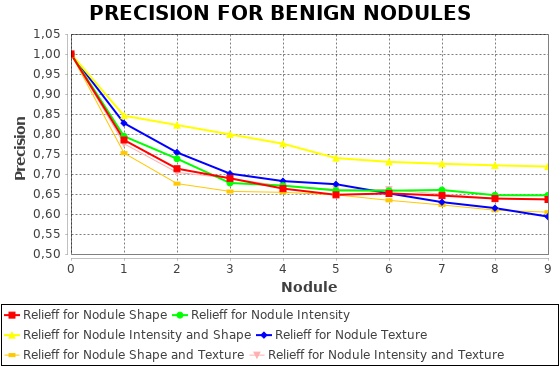 PRECISION FOR BENIGN NODULES
1,05
1,00
0,95
0,90
0,85
0,80
0,75
0,70
0,65
0,60
0,55
0,50
Precision
0 1 2 3 4 5 6 7 8 9
Nodule
Relieff for Nodule Shape Relieff for Nodule Intensity
Relieff for Nodule Intensity and Shape Relieff for Nodule Texture
Relieff for Nodule Shape and Texture Relieff for Nodule Intensity and Texture